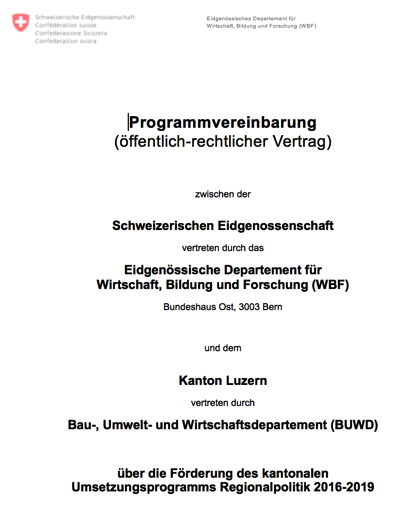 Schweizerische Eidgenossenschaft
Confédération suisse
Confederazione Svizzera
Confederaziun svizra
Eidgenössisches Departement für
Wirtschaft, Bildung und Forschung (WBF)
Programmvereinbarung
(öffentlich-rechtlicher Vertrag)
zwischen der
Schweizerischen Eidgenossenschaft
vertreten durch das
Eidgenössische Departement für
Wirtschaft, Bildung und Forschung (WBF)
Bundeshaus Ost, 3003 Bern
und dem
Kanton Luzern
vertreten durch
Bau-, Umwelt- und Wirtschaftsdepartement (BUWD)
über die Förderung des kantonalen
Umsetzungsprogramms Regionalpolitik 2016-2019